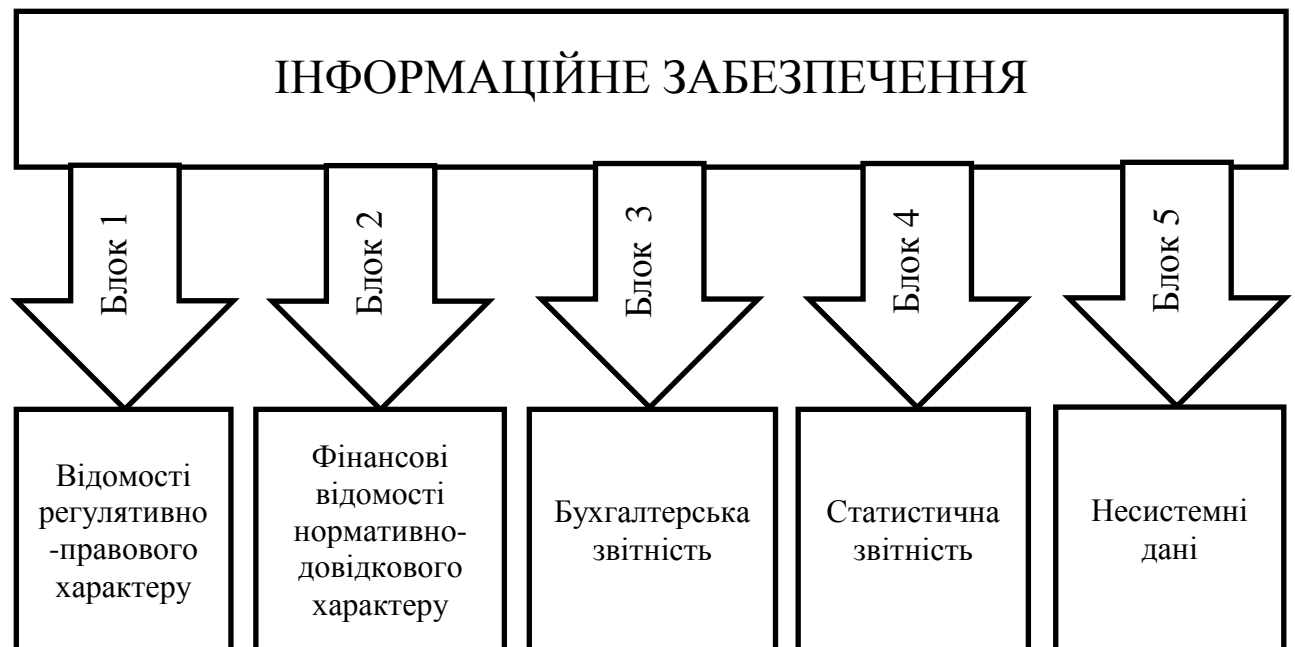 ІНФОРМАЦІЙНЕ ЗАБЕЗПЕЧЕННЯ
Блок 1
Блок 2
Блок 3
Блок 4
Блок 5
Відомості
регулятивно
-правового
характеру
Фінансові
відомості
нормативно-
довідкового
характеру
Бухгалтерська
звітність
Статистична
звітність
Несистемні
дані